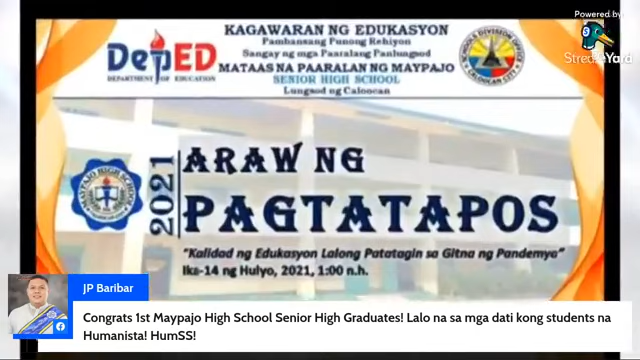 Powered by
StreamYard
KAGAWARAN NG EDUKASYON
Pambansang Punong Rehiyon
Sangay ng mga Paaralang Panlungsod
MATAAS NA PAARALAN NG MAYPAJO
SENIOR HIGH SCHOOL
Lungsod ng Caloocan
DepED
DEPARTMENT OF EDUCATION
MAYPAJO HIGH SCHOOL
2021
ARAW NG
PAGTATAPOS
"Kalidad ng Edukasyon Lalong Patatagin sa Gitna ng Pandemya"
Ika-14 ng Hulyo, 2021, 1:00 n.h.
JP Baribar
Congrats 1st Maypajo High School Senior High Graduates! Lalo na sa mga dati kong students na
Humanista! HumSS!